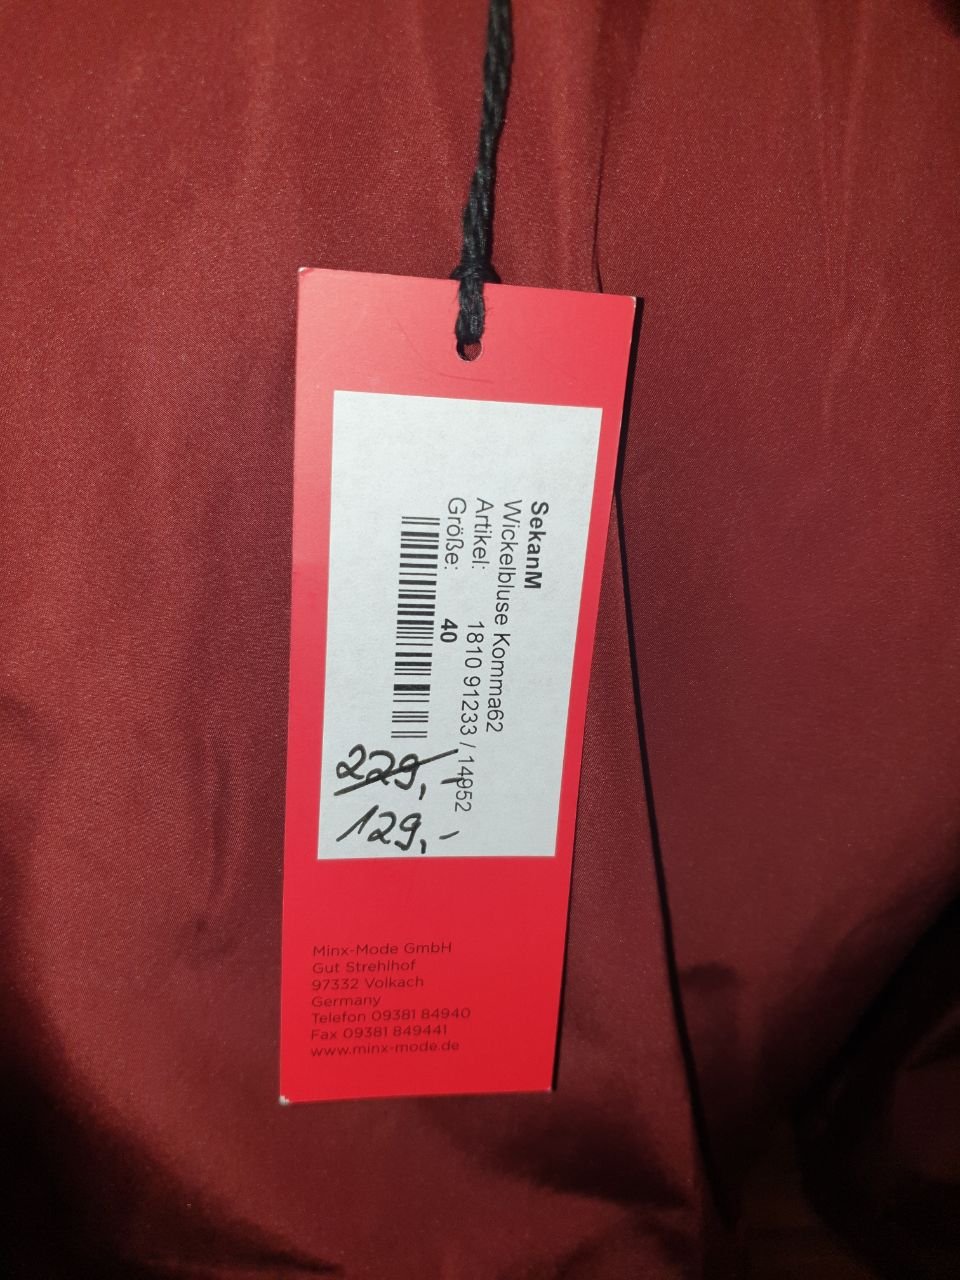 SekanM
Wickelbluse Komma62
Artikel: 1810 91233 / 14952
Größe: 40
229,-
129,-
Minx-Mode GmbH
Gut Strehlhof
97332 Volkach
Germany
Telefon 09381 84940
Fax 09381 849441
www.minx-mode.de